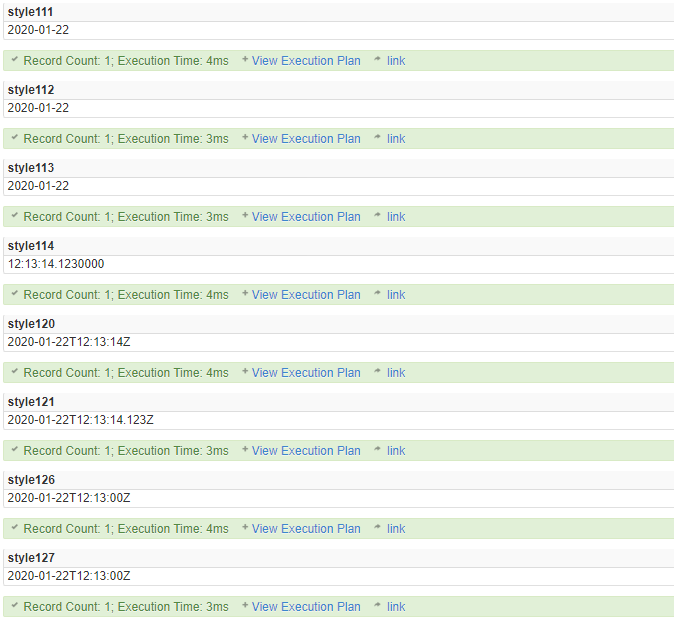 style111
2020-01-22
Record Count: 1; Execution Time: 4ms View Execution Plan link
style112
2020-01-22
Record Count: 1; Execution Time: 3ms View Execution Plan link
style113
2020-01-22
Record Count: 1; Execution Time: 3ms View Execution Plan link
style114
12:13:14.1230000
Record Count: 1; Execution Time: 4ms View Execution Plan link
style120
2020-01-22T12:13:14Z
Record Count: 1; Execution Time: 4ms View Execution Plan link
style121
2020-01-22T12:13:14.123Z
Record Count: 1; Execution Time: 3ms View Execution Plan link
style126
2020-01-22T12:13:00Z
Record Count: 1; Execution Time: 4ms View Execution Plan link
style127
2020-01-22T12:13:00Z
Record Count: 1; Execution Time: 3ms View Execution Plan link